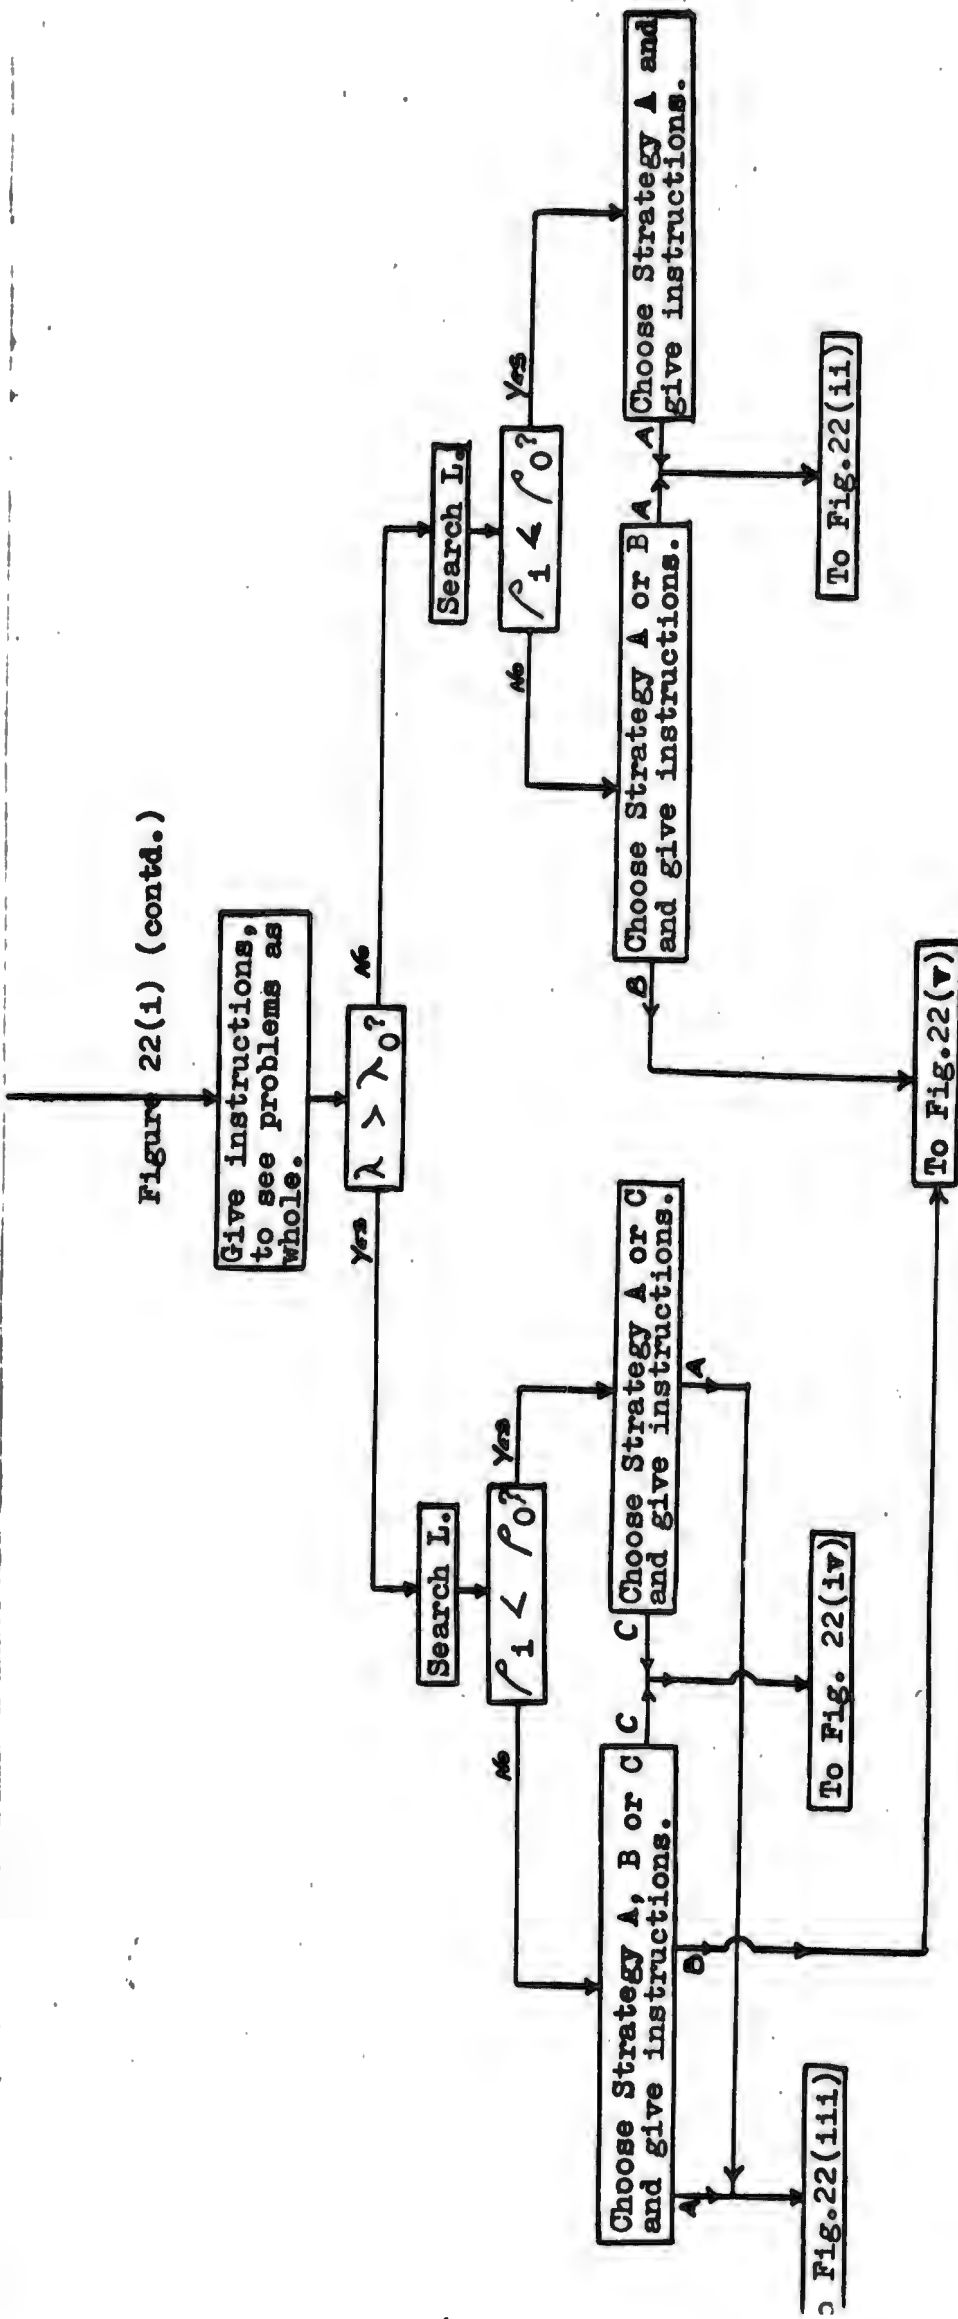 Figure 22(i) (contd.)
Give instructions,
to see problems as
whole.
λ > λ0?
Yes
No
Search L.
Search L.
ρi < ρ0?
ρi < ρ0?
No
Yes
No
Yes
Choose Strategy A, B or C
and give instructions.
Choose Strategy A or C
and give instructions.
Choose Strategy A or B
and give instructions.
Choose Strategy A and
give instructions.
A
B
C
C
A
B
A
A
Fig.22(iii)
To Fig. 22(iv)
To Fig.22(v)
To Fig.22(ii)